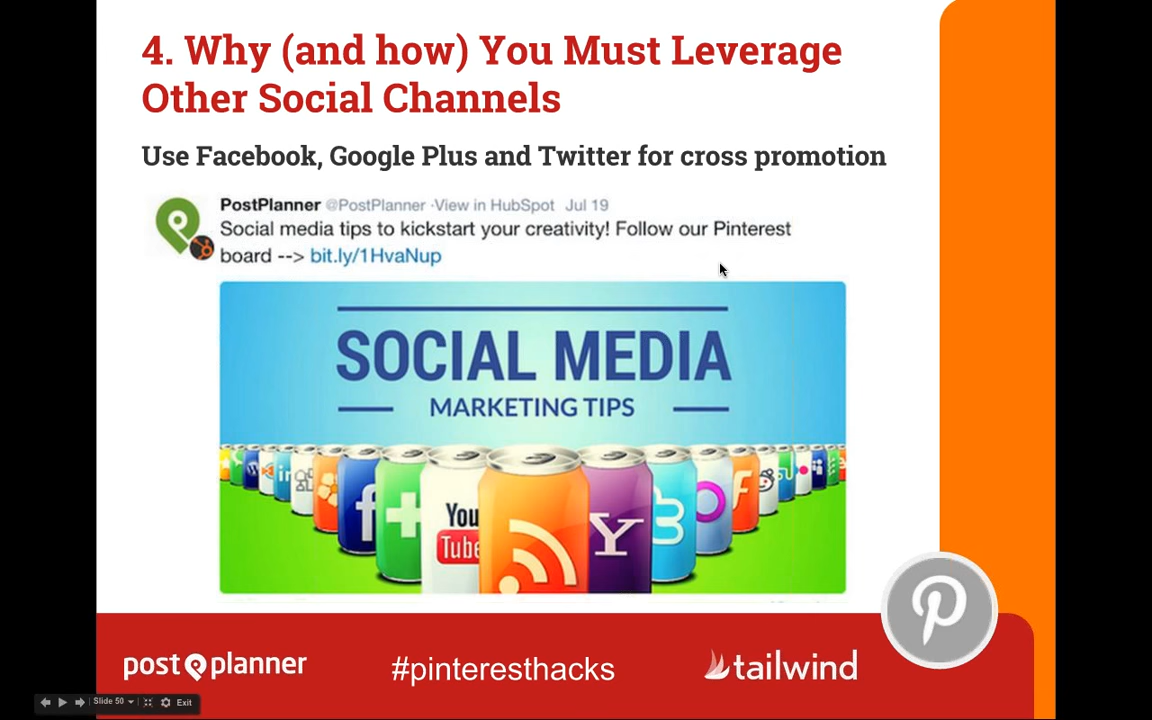 4. Why (and how) You Must Leverage
Other Social Channels
Use Facebook, Google Plus and Twitter for cross promotion
PostPlanner @PostPlanner ·View in HubSpot Jul 19
Social media tips to kickstart your creativity! Follow our Pinterest
board --> bit.ly/1HvaNup
SOCIAL MEDIA
MARKETING TIPS
in
f
You
Tube
Y
post planner
#pinteresthacks
tailwind
Slide 50
Exit